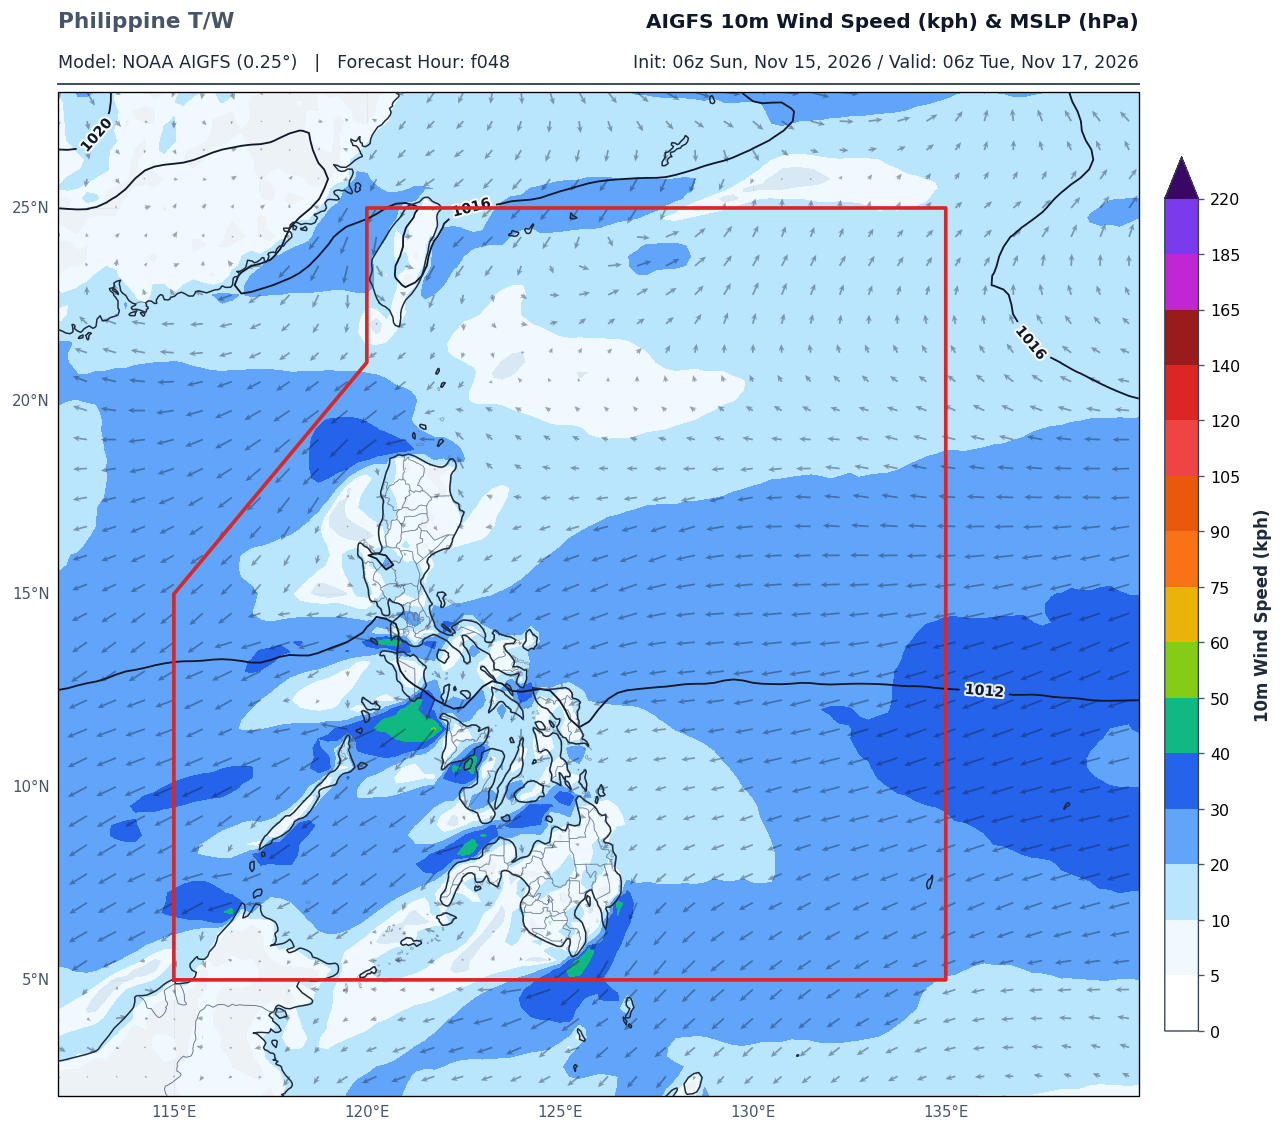 Philippine T/W
AIGFS 10m Wind Speed (kph) & MSLP (hPa)
Model: NOAA AIGFS (0.25°) | Forecast Hour: f048
Init: 06z Sun, Nov 15, 2026 / Valid: 06z Tue, Nov 17, 2026
1020
1016
1016
1012
25°N
20°N
15°N
10°N
5°N
115°E
120°E
125°E
130°E
135°E
220
185
165
140
120
105
90
75
60
50
40
30
20
10
5
0
10m Wind Speed (kph)